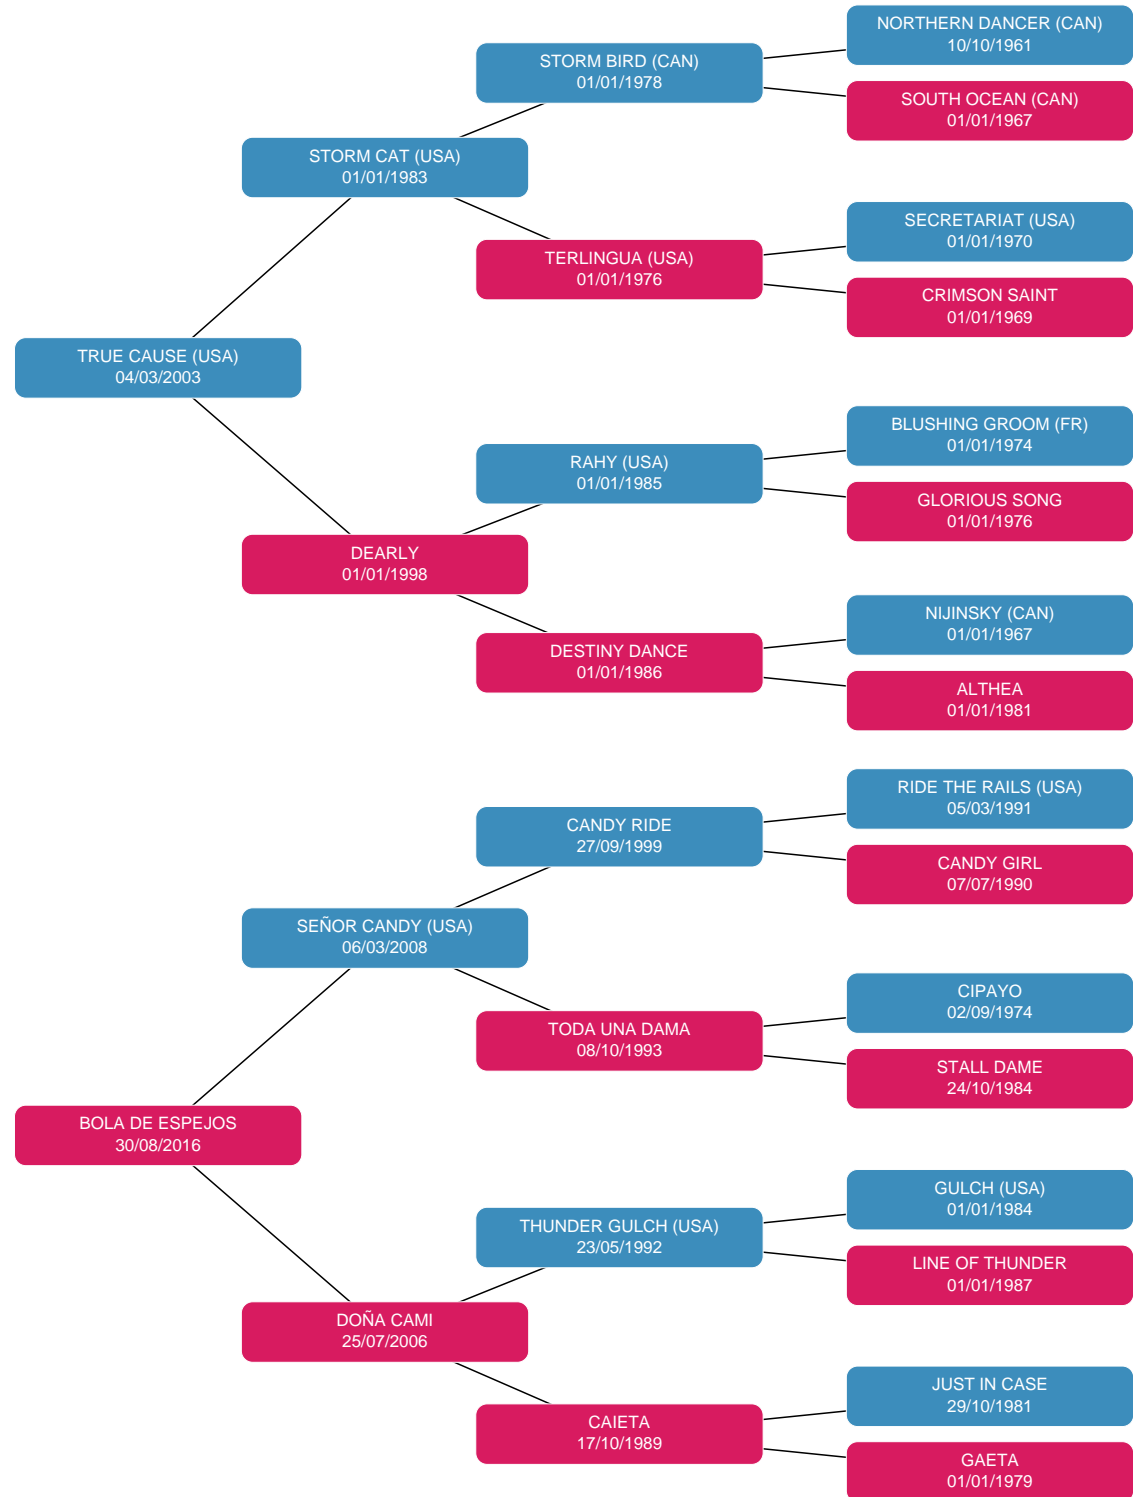 NORTHERN DANCER (CAN)
10/10/1961
STORM BIRD (CAN)
01/01/1978
SOUTH OCEAN (CAN)
01/01/1967
STORM CAT (USA)
01/01/1983
SECRETARIAT (USA)
01/01/1970
TERLINGUA (USA)
01/01/1976
CRIMSON SAINT
01/01/1969
TRUE CAUSE (USA)
04/03/2003
BLUSHING GROOM (FR)
01/01/1974
RAHY (USA)
01/01/1985
GLORIOUS SONG
01/01/1976
DEARLY
01/01/1998
NIJINSKY (CAN)
01/01/1967
DESTINY DANCE
01/01/1986
ALTHEA
01/01/1981
RIDE THE RAILS (USA)
05/03/1991
CANDY RIDE
27/09/1999
CANDY GIRL
07/07/1990
SEÑOR CANDY (USA)
06/03/2008
CIPAYO
02/09/1974
TODA UNA DAMA
08/10/1993
STALL DAME
24/10/1984
BOLA DE ESPEJOS
30/08/2016
GULCH (USA)
01/01/1984
THUNDER GULCH (USA)
23/05/1992
LINE OF THUNDER
01/01/1987
DOÑA CAMI
25/07/2006
JUST IN CASE
29/10/1981
CAIETA
17/10/1989
GAETA
01/01/1979